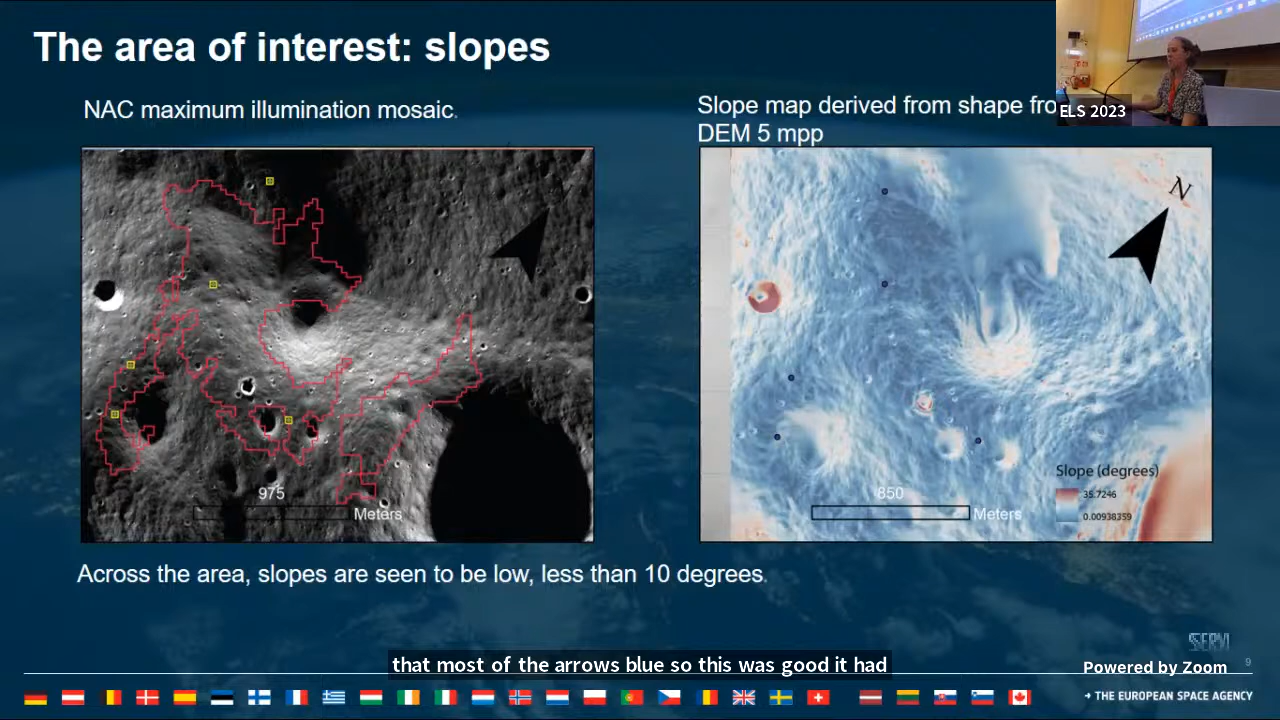 The area of interest: slopes
NAC maximum illumination mosaic.
Slope map derived from shape fro
DEM 5 mpp
ELS 2023
N
975
Meters
850
Meters
Slope (degrees)
35.7246
0.00938359
Across the area, slopes are seen to be low, less than 10 degrees.
that most of the arrows blue so this was good it had
Powered by Zoom
9
→ THE EUROPEAN SPACE AGENCY